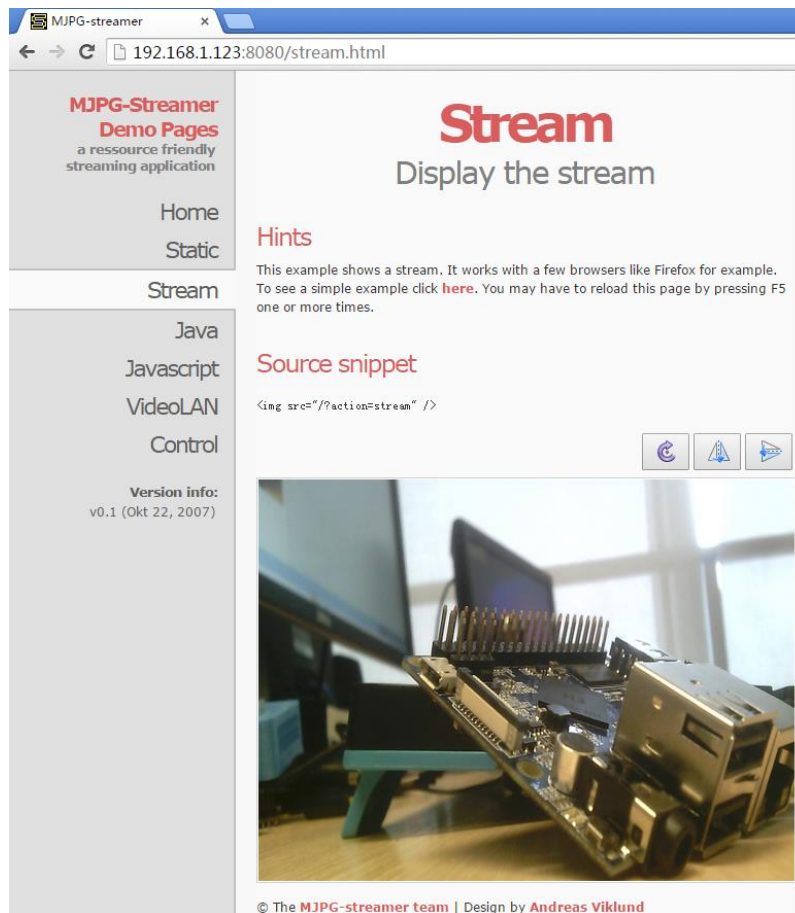 MJPG-streamer
192.168.1.123:8080/stream.html
MJPG-Streamer
Demo Pages
a ressource friendly
streaming application
Home
Static
Stream
Java
Javascript
VideoLAN
Control
Version info:
v0.1 (Okt 22, 2007)
Stream
Display the stream
Hints
This example shows a stream. It works with a few browsers like Firefox for example.
To see a simple example click here. You may have to reload this page by pressing F5
one or more times.
Source snippet
<img src="/?action=stream" />
© The MJPG-streamer team | Design by Andreas Viklund